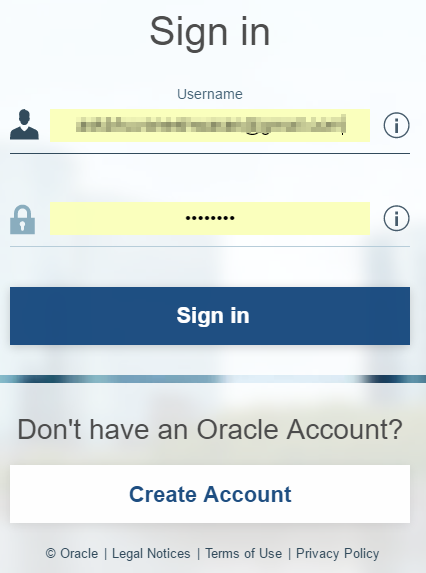 Sign in
Username
••••••••
Sign in
Don't have an Oracle Account?
Create Account
© Oracle | Legal Notices | Terms of Use | Privacy Policy